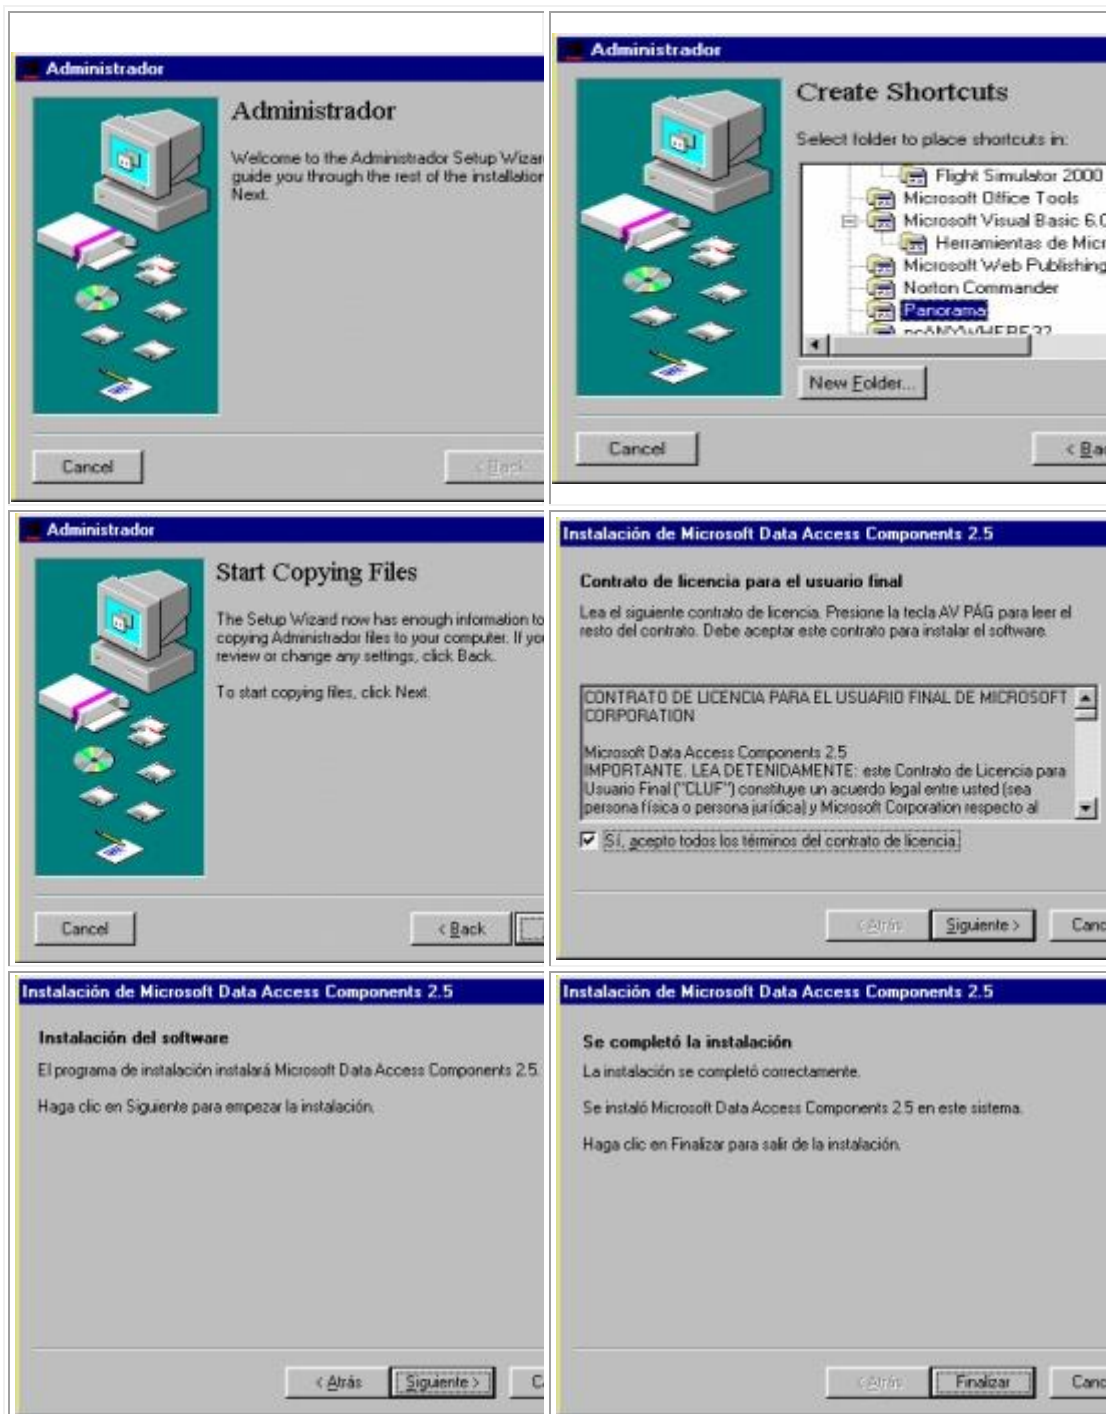 Administrador
Administrador
Welcome to the Administrador Setup Wizar
guide you through the rest of the installation
Next.
Cancel
< Back
Administrador
Create Shortcuts
Select folder to place shortcuts in:
Flight Simulator 2000
Microsoft Office Tools
Microsoft Visual Basic 6.0
Herramientas de Micr
Microsoft Web Publishing
Norton Commander
Panorama
pcANYWHERE32
New Folder...
Cancel
< Ba
Administrador
Start Copying Files
The Setup Wizard now has enough information to
copying Administrador files to your computer. If you
review or change any settings, click Back.
To start copying files, click Next.
Cancel
< Back
Instalación de Microsoft Data Access Components 2.5
Contrato de licencia para el usuario final
Lea el siguiente contrato de licencia. Presione la tecla AV PÁG para leer el
resto del contrato. Debe aceptar este contrato para instalar el software.
CONTRATO DE LICENCIA PARA EL USUARIO FINAL DE MICROSOFT
CORPORATION
Microsoft Data Access Components 2.5
IMPORTANTE. LEA DETENIDAMENTE: este Contrato de Licencia para
Usuario Final ("CLUF") constituye un acuerdo legal entre usted (sea
persona física o persona jurídica) y Microsoft Corporation respecto al
Sí, acepto todos los términos del contrato de licencia.
< Atrás
Siguiente >
Canc
Instalación de Microsoft Data Access Components 2.5
Instalación del software
El programa de instalación instalará Microsoft Data Access Components 2.5.
Haga clic en Siguiente para empezar la instalación.
< Atrás
Siguiente >
C
Instalación de Microsoft Data Access Components 2.5
Se completó la instalación
La instalación se completó correctamente.
Se instaló Microsoft Data Access Components 2.5 en este sistema.
Haga clic en Finalizar para salir de la instalación.
< Atrás
Finalizar
Canc